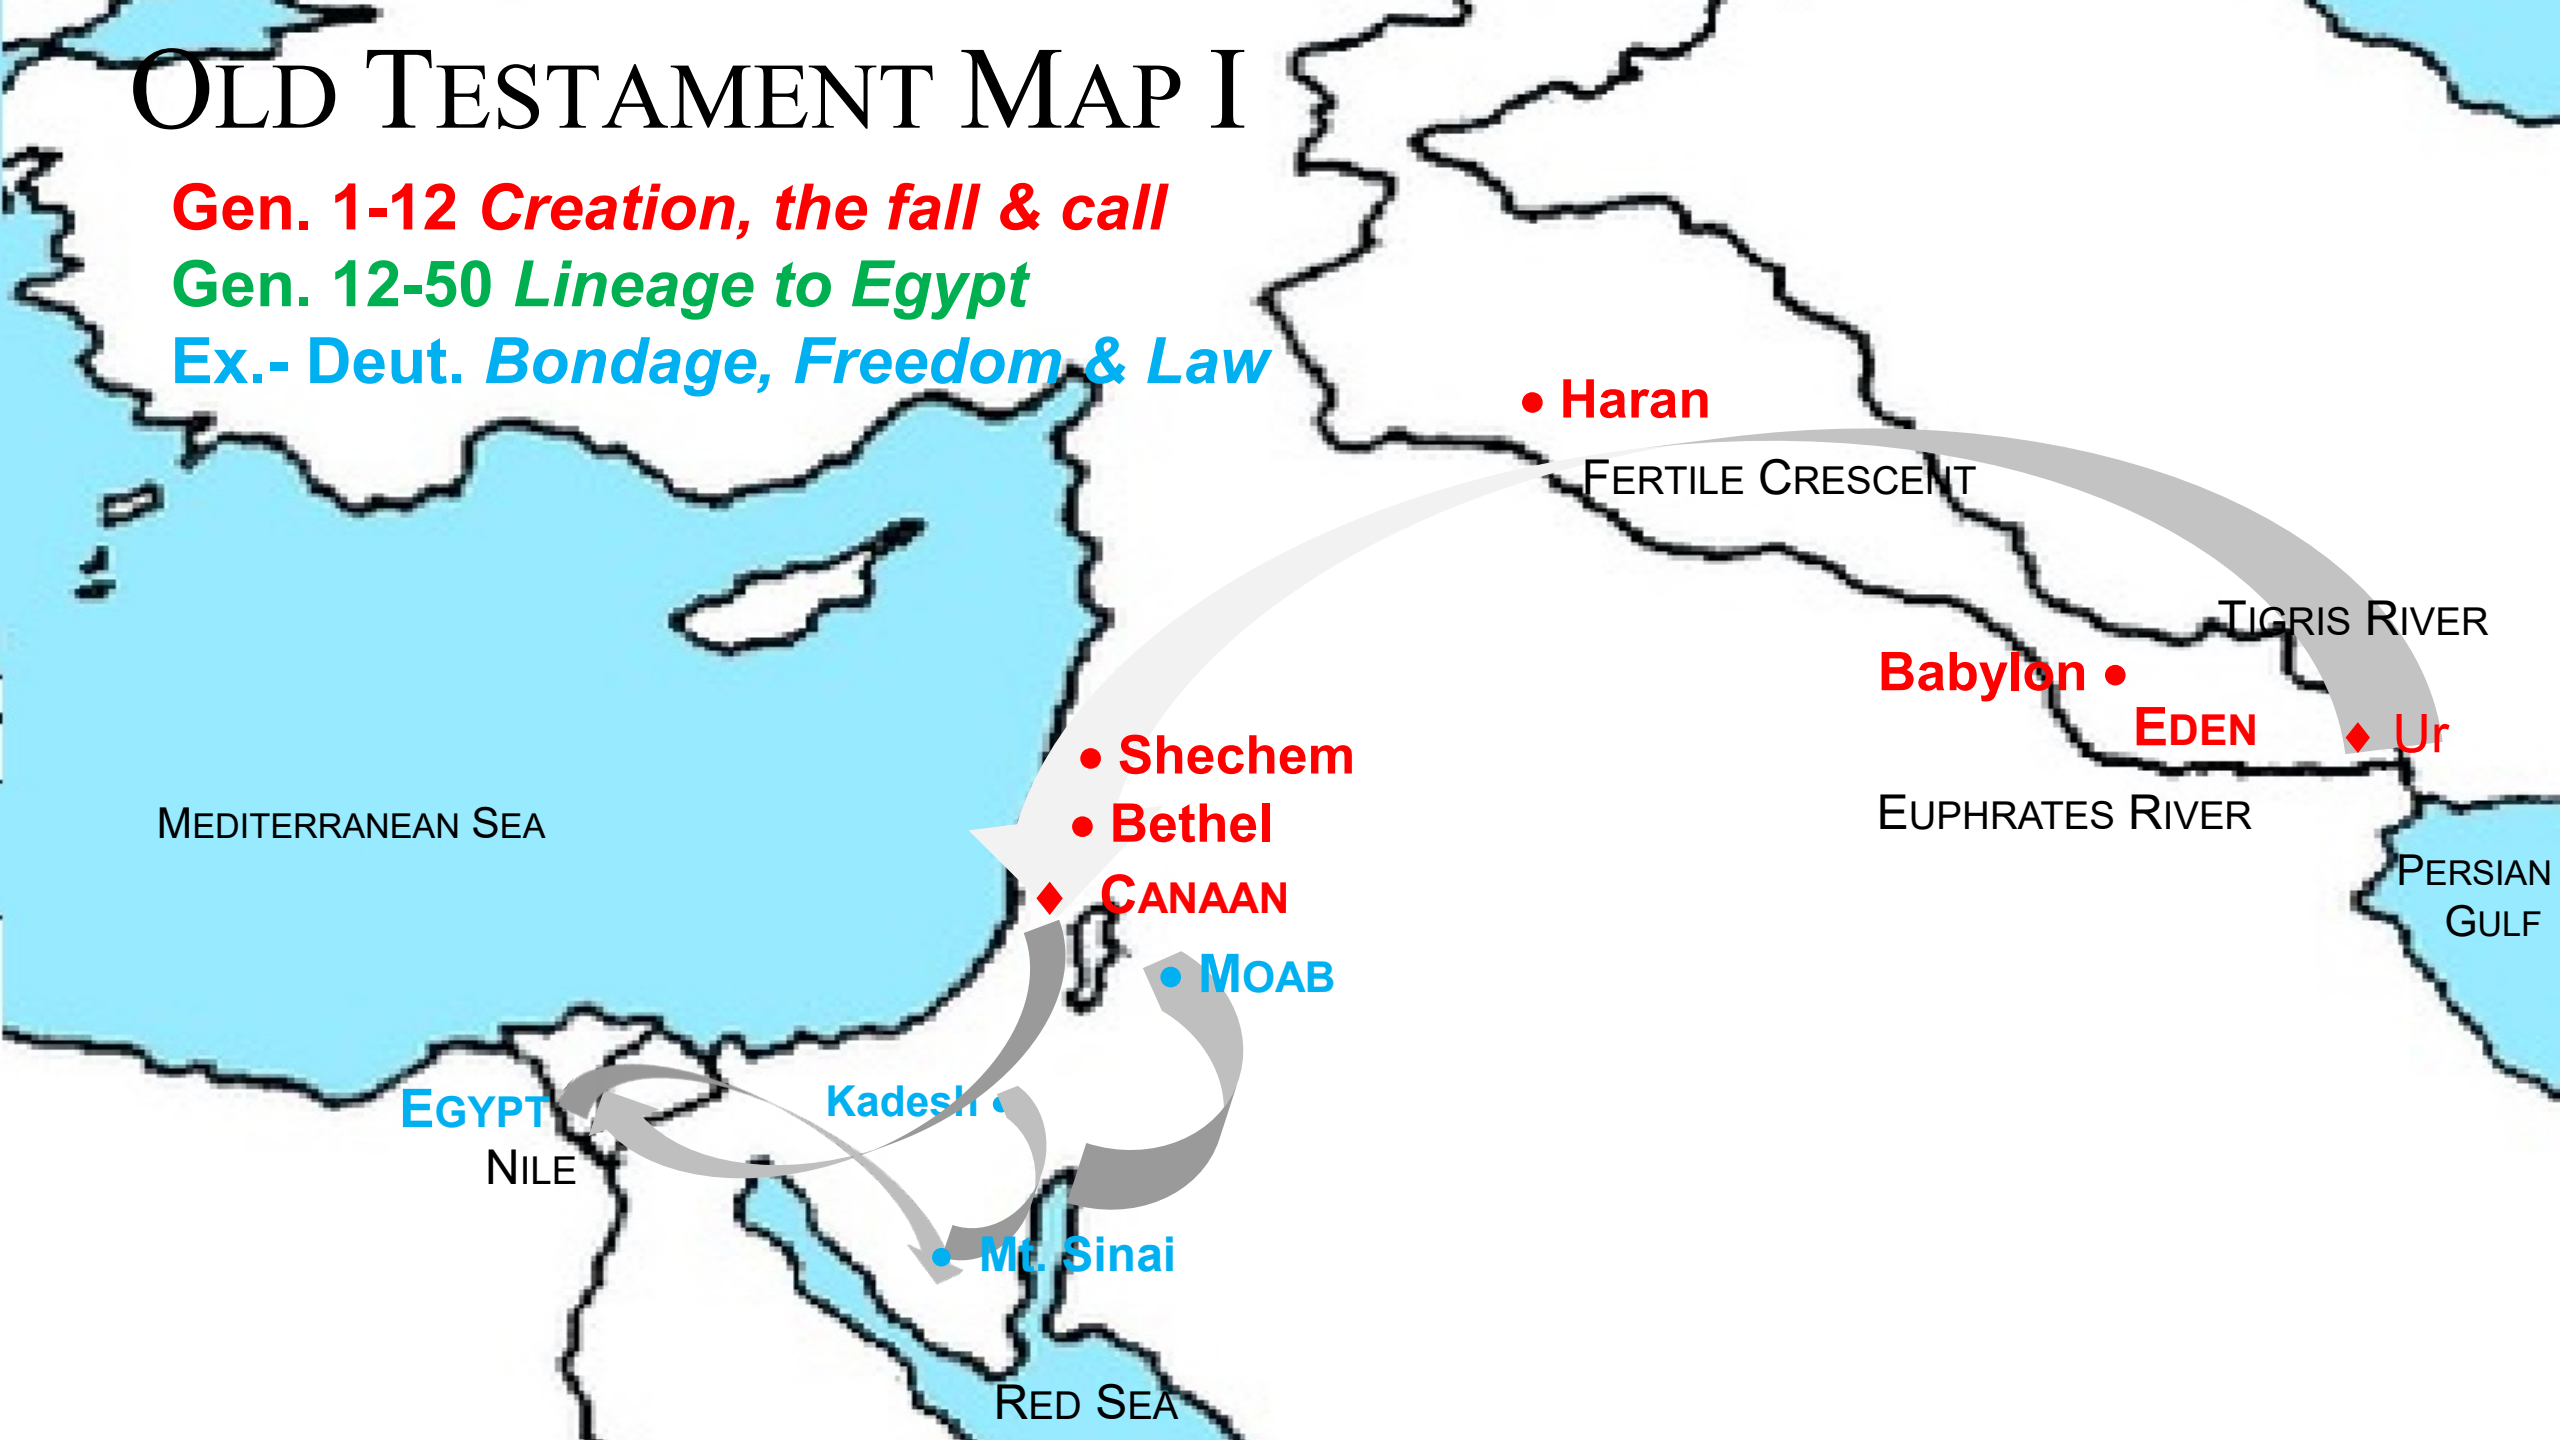 OLD TESTAMENT MAP I
Gen. 1-12 Creation, the fall & call
Gen. 12-50 Lineage to Egypt
Ex.- Deut. Bondage, Freedom & Law
• Haran
FERTILE CRESCENT
TIGRIS RIVER
Babylon •
EDEN
♦ Ur
• Shechem
MEDITERRANEAN SEA
• Bethel
EUPHRATES RIVER
PERSIAN
GULF
♦ CANAAN
• MOAB
Kadesh •
EGYPT
NILE
• Mt. Sinai
RED SEA